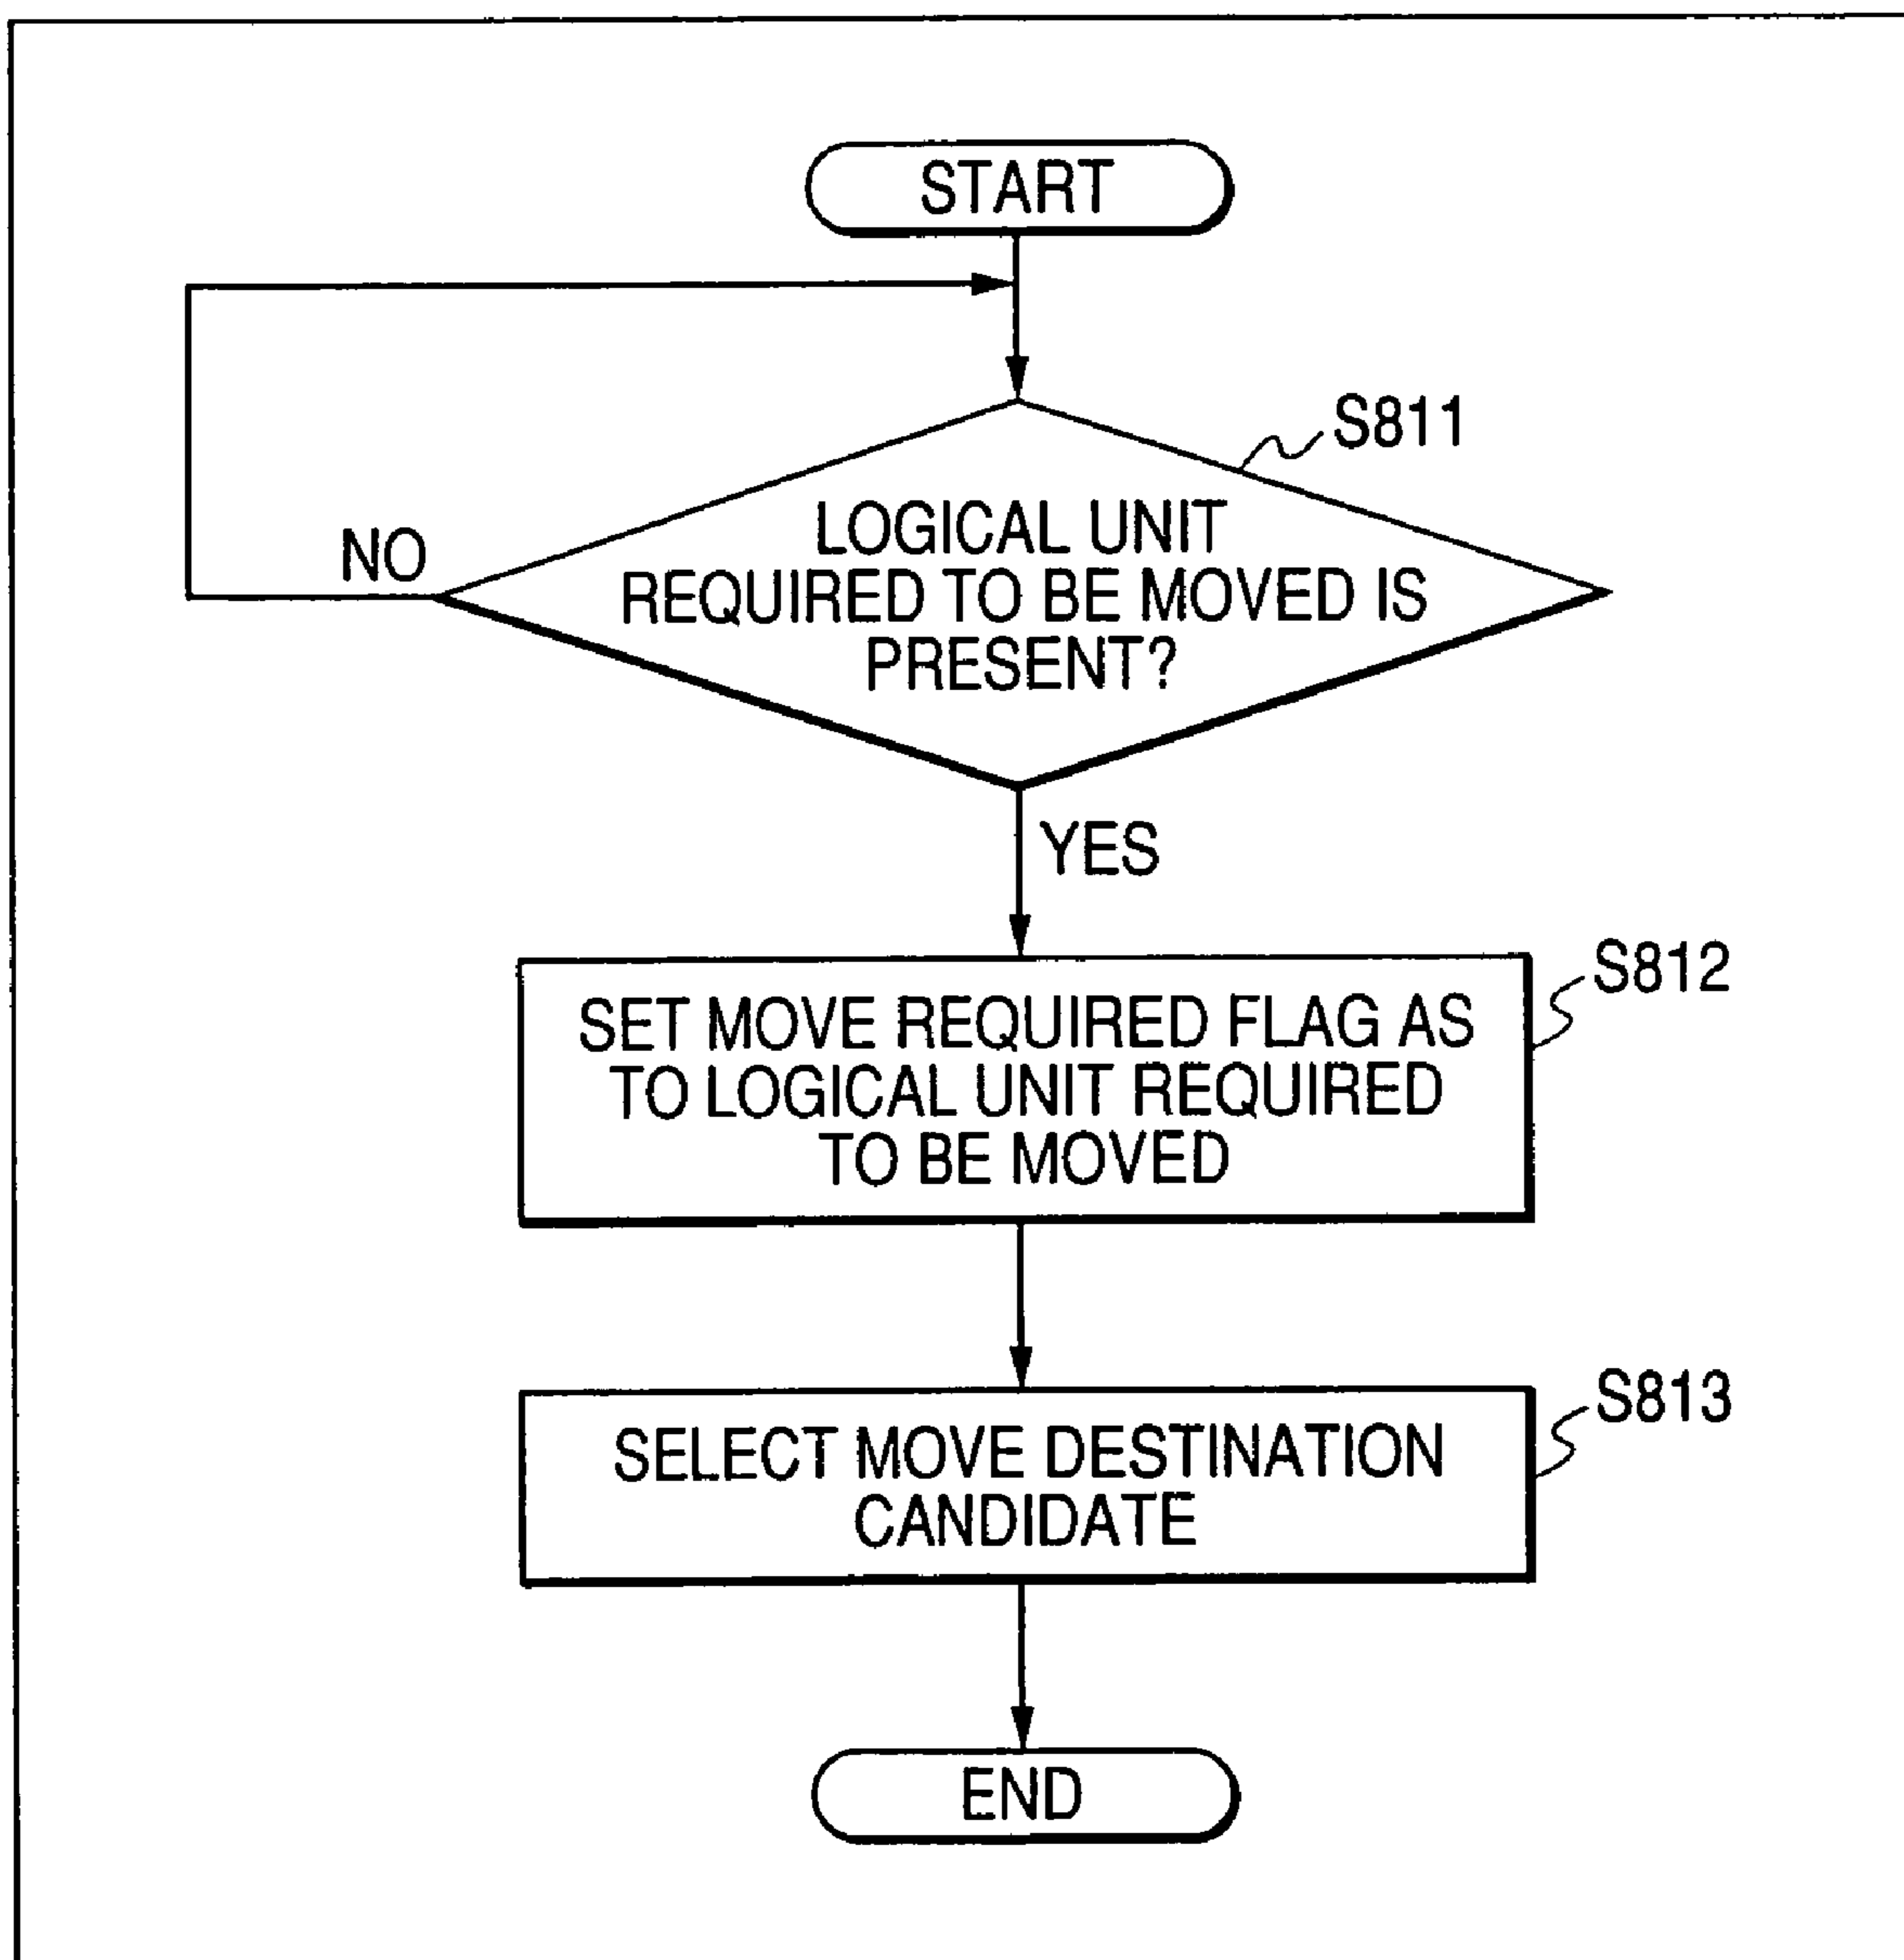 START
S811
LOGICAL UNIT
REQUIRED TO BE MOVED IS
PRESENT?
NO
YES
S812
SET MOVE REQUIRED FLAG AS
TO LOGICAL UNIT REQUIRED
TO BE MOVED
S813
SELECT MOVE DESTINATION
CANDIDATE
END